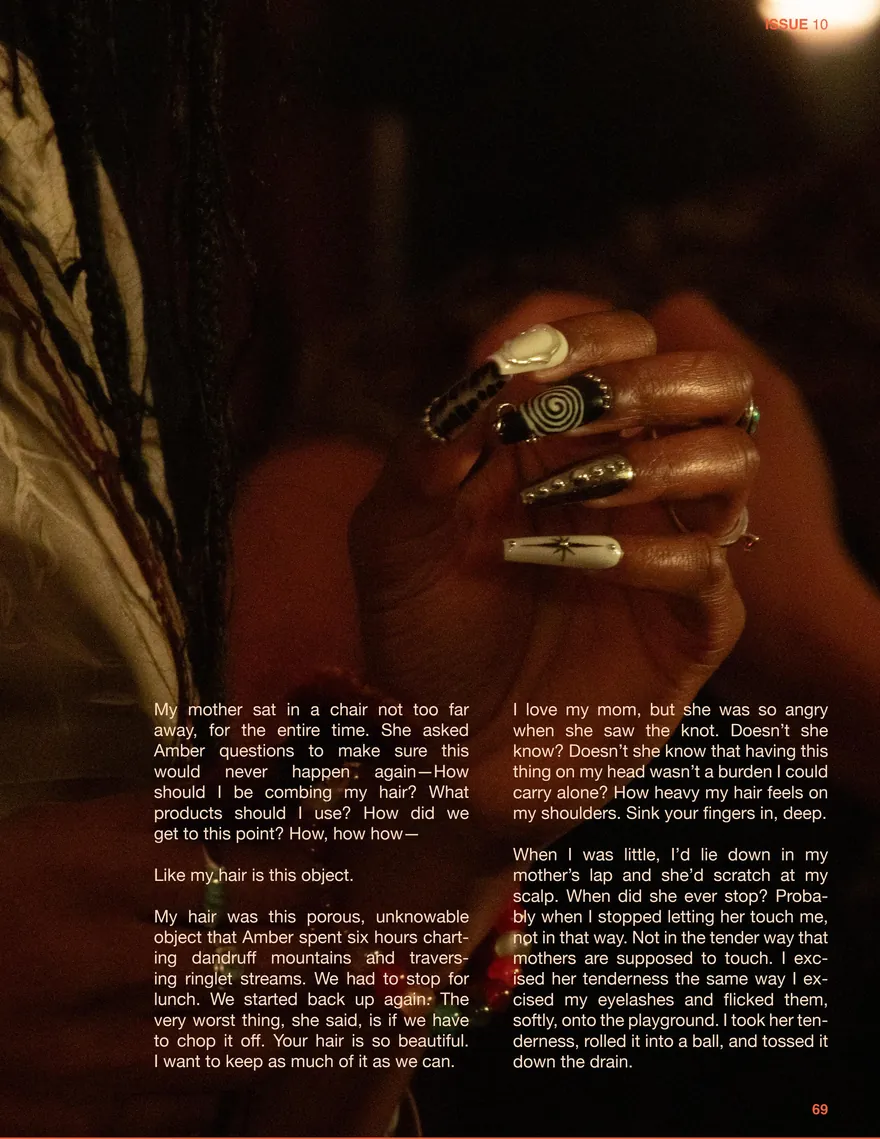 ISSUE 10
My mother sat in a chair not too far
away, for the entire time. She asked
Amber questions to make sure this
would never happen again—How
should I be combing my hair? What
products should I use? How did we
get to this point? How, how how—
Like my hair is this object.
My hair was this porous, unknowable
object that Amber spent six hours chart-
ing dandruff mountains and travers-
ing ringlet streams. We had to stop for
lunch. We started back up again. The
very worst thing, she said, is if we have
to chop it off. Your hair is so beautiful.
I want to keep as much of it as we can.
I love my mom, but she was so angry
when she saw the knot. Doesn’t she
know? Doesn’t she know that having this
thing on my head wasn’t a burden I could
carry alone? How heavy my hair feels on
my shoulders. Sink your fingers in, deep.
When I was little, I’d lie down in my
mother’s lap and she’d scratch at my
scalp. When did she ever stop? Proba-
bly when I stopped letting her touch me,
not in that way. Not in the tender way that
mothers are supposed to touch. I exc-
ised her tenderness the same way I ex-
cised my eyelashes and flicked them,
softly, onto the playground. I took her ten-
derness, rolled it into a ball, and tossed it
down the drain.
69